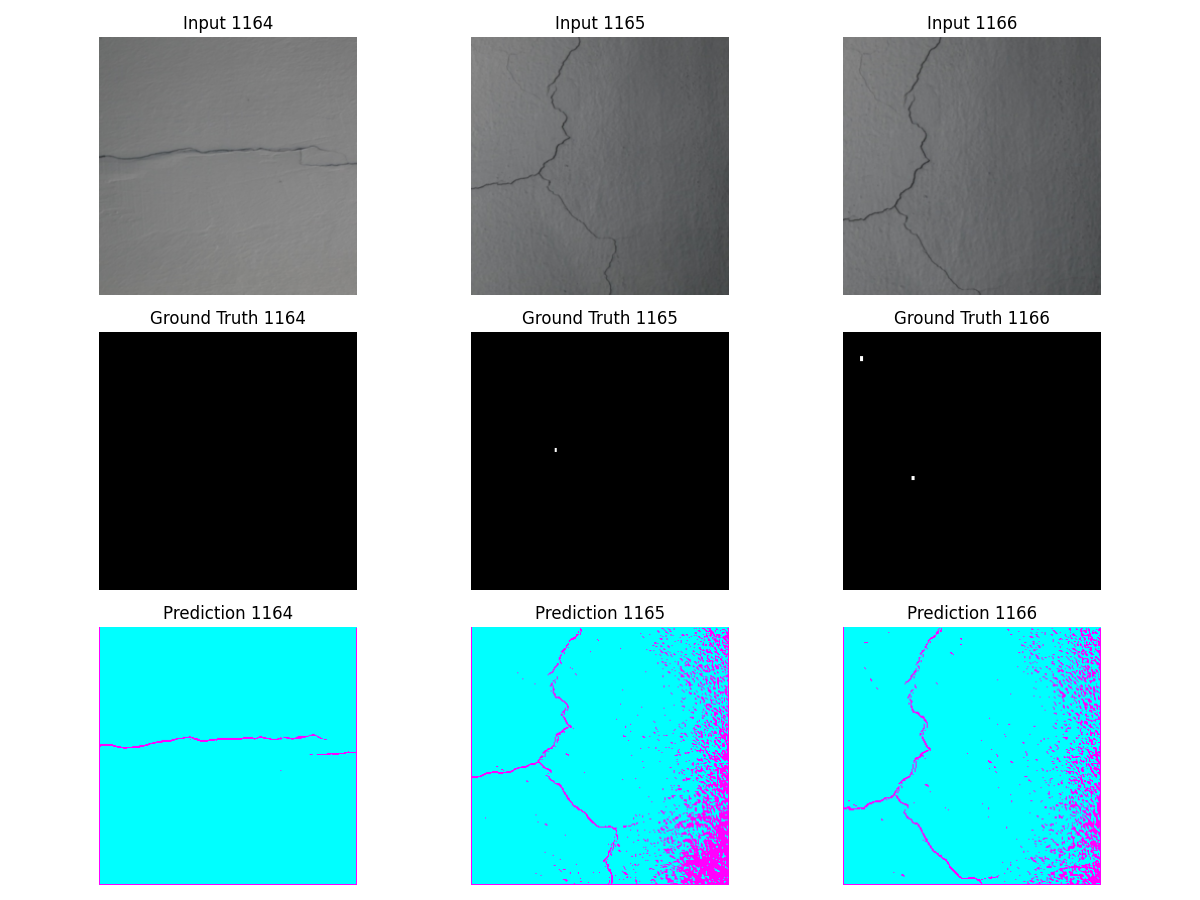 Input 1164
Input 1165
Input 1166
Ground Truth 1164
Ground Truth 1165
Ground Truth 1166
Prediction 1164
Prediction 1165
Prediction 1166